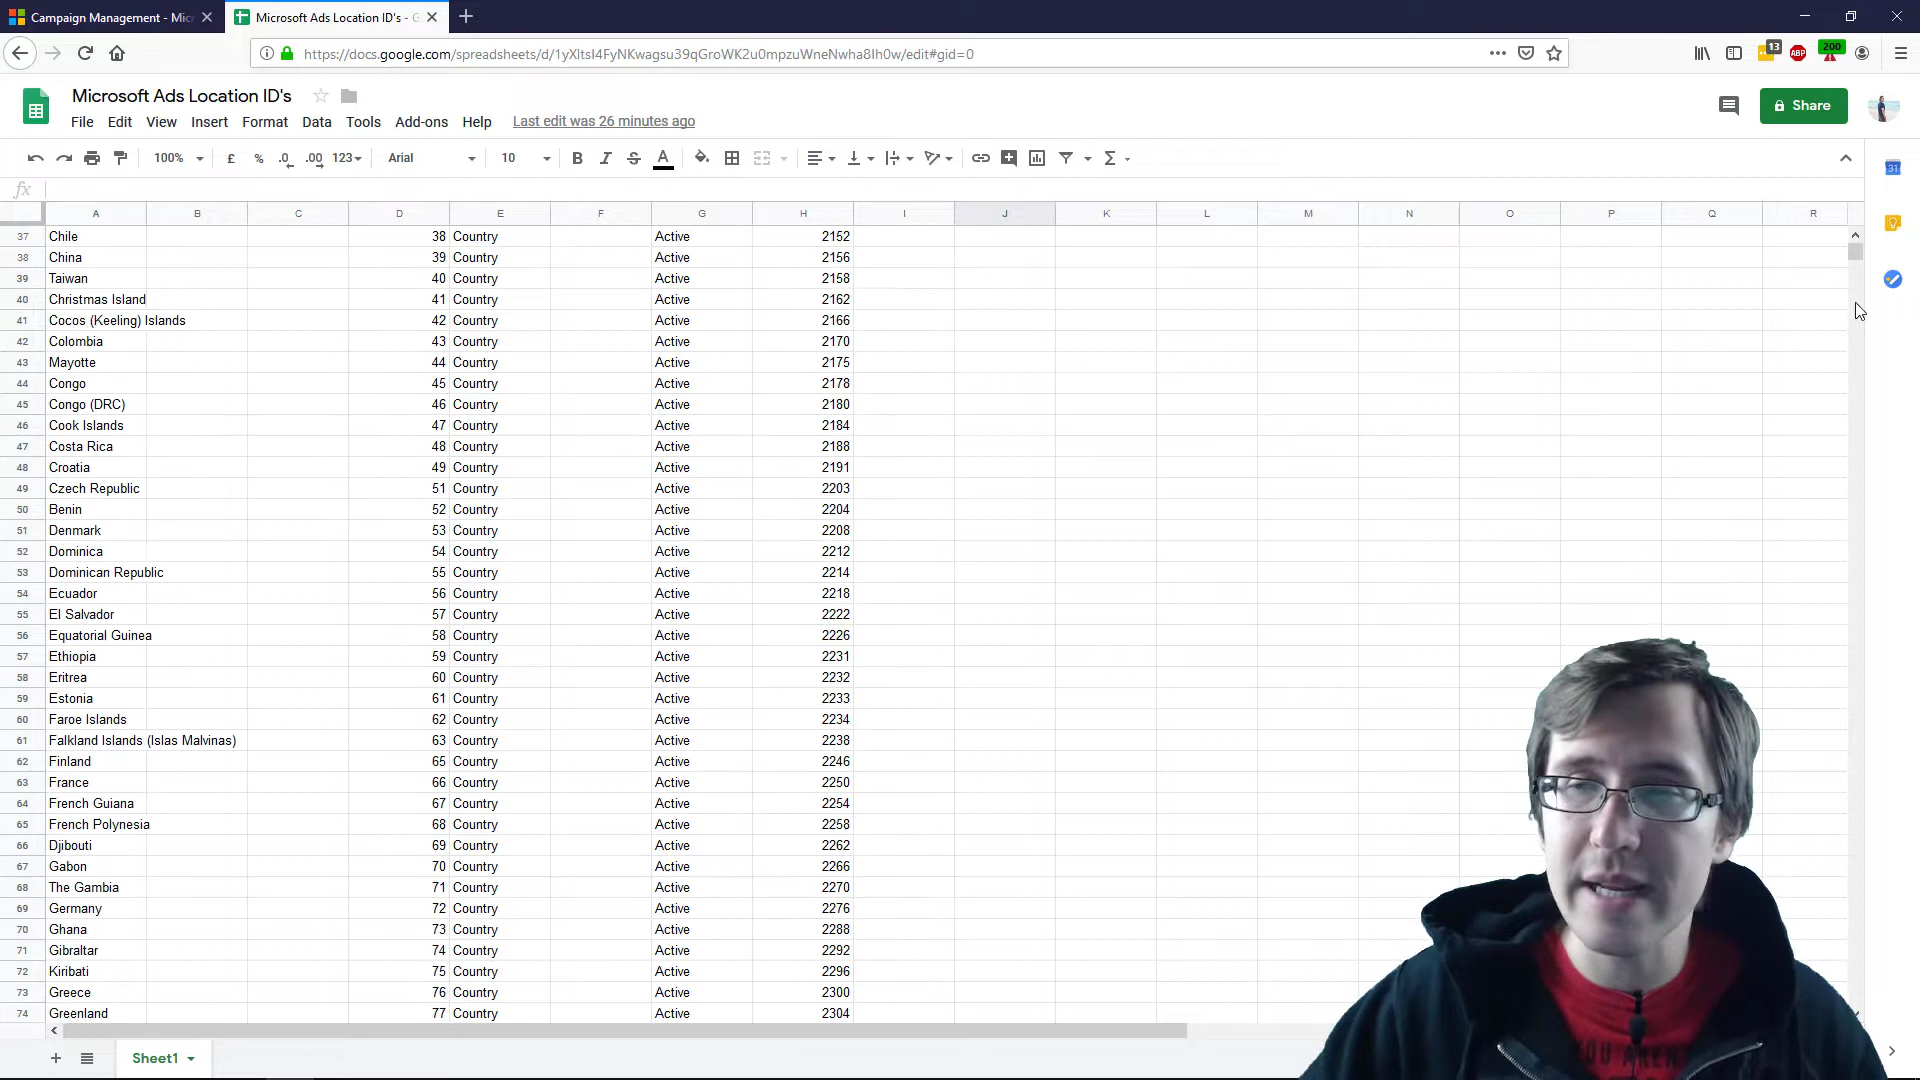 Campaign Management - Mic
Microsoft Ads Location ID's - G
https://docs.google.com/spreadsheets/d/1yXltsI4FyNKwagsu39qGroWK2u0mpzuWneNwha8Ih0w/edit#gid=0
13
ABP
200
Microsoft Ads Location ID's
File Edit View Insert Format Data Tools Add-ons Help Last edit was 26 minutes ago
Share
100% £ % .0 .00 123 Arial 10 B I S A Σ
31
fx
A B C D E F G H I J K L M N O P Q R
37 Chile 38 Country Active 2152
38 China 39 Country Active 2156
39 Taiwan 40 Country Active 2158
40 Christmas Island 41 Country Active 2162
41 Cocos (Keeling) Islands 42 Country Active 2166
42 Colombia 43 Country Active 2170
43 Mayotte 44 Country Active 2175
44 Congo 45 Country Active 2178
45 Congo (DRC) 46 Country Active 2180
46 Cook Islands 47 Country Active 2184
47 Costa Rica 48 Country Active 2188
48 Croatia 49 Country Active 2191
49 Czech Republic 51 Country Active 2203
50 Benin 52 Country Active 2204
51 Denmark 53 Country Active 2208
52 Dominica 54 Country Active 2212
53 Dominican Republic 55 Country Active 2214
54 Ecuador 56 Country Active 2218
55 El Salvador 57 Country Active 2222
56 Equatorial Guinea 58 Country Active 2226
57 Ethiopia 59 Country Active 2231
58 Eritrea 60 Country Active 2232
59 Estonia 61 Country Active 2233
60 Faroe Islands 62 Country Active 2234
61 Falkland Islands (Islas Malvinas) 63 Country Active 2238
62 Finland 65 Country Active 2246
63 France 66 Country Active 2250
64 French Guiana 67 Country Active 2254
65 French Polynesia 68 Country Active 2258
66 Djibouti 69 Country Active 2262
67 Gabon 70 Country Active 2266
68 The Gambia 71 Country Active 2270
69 Germany 72 Country Active 2276
70 Ghana 73 Country Active 2288
71 Gibraltar 74 Country Active 2292
72 Kiribati 75 Country Active 2296
73 Greece 76 Country Active 2300
74 Greenland 77 Country Active 2304
Sheet1